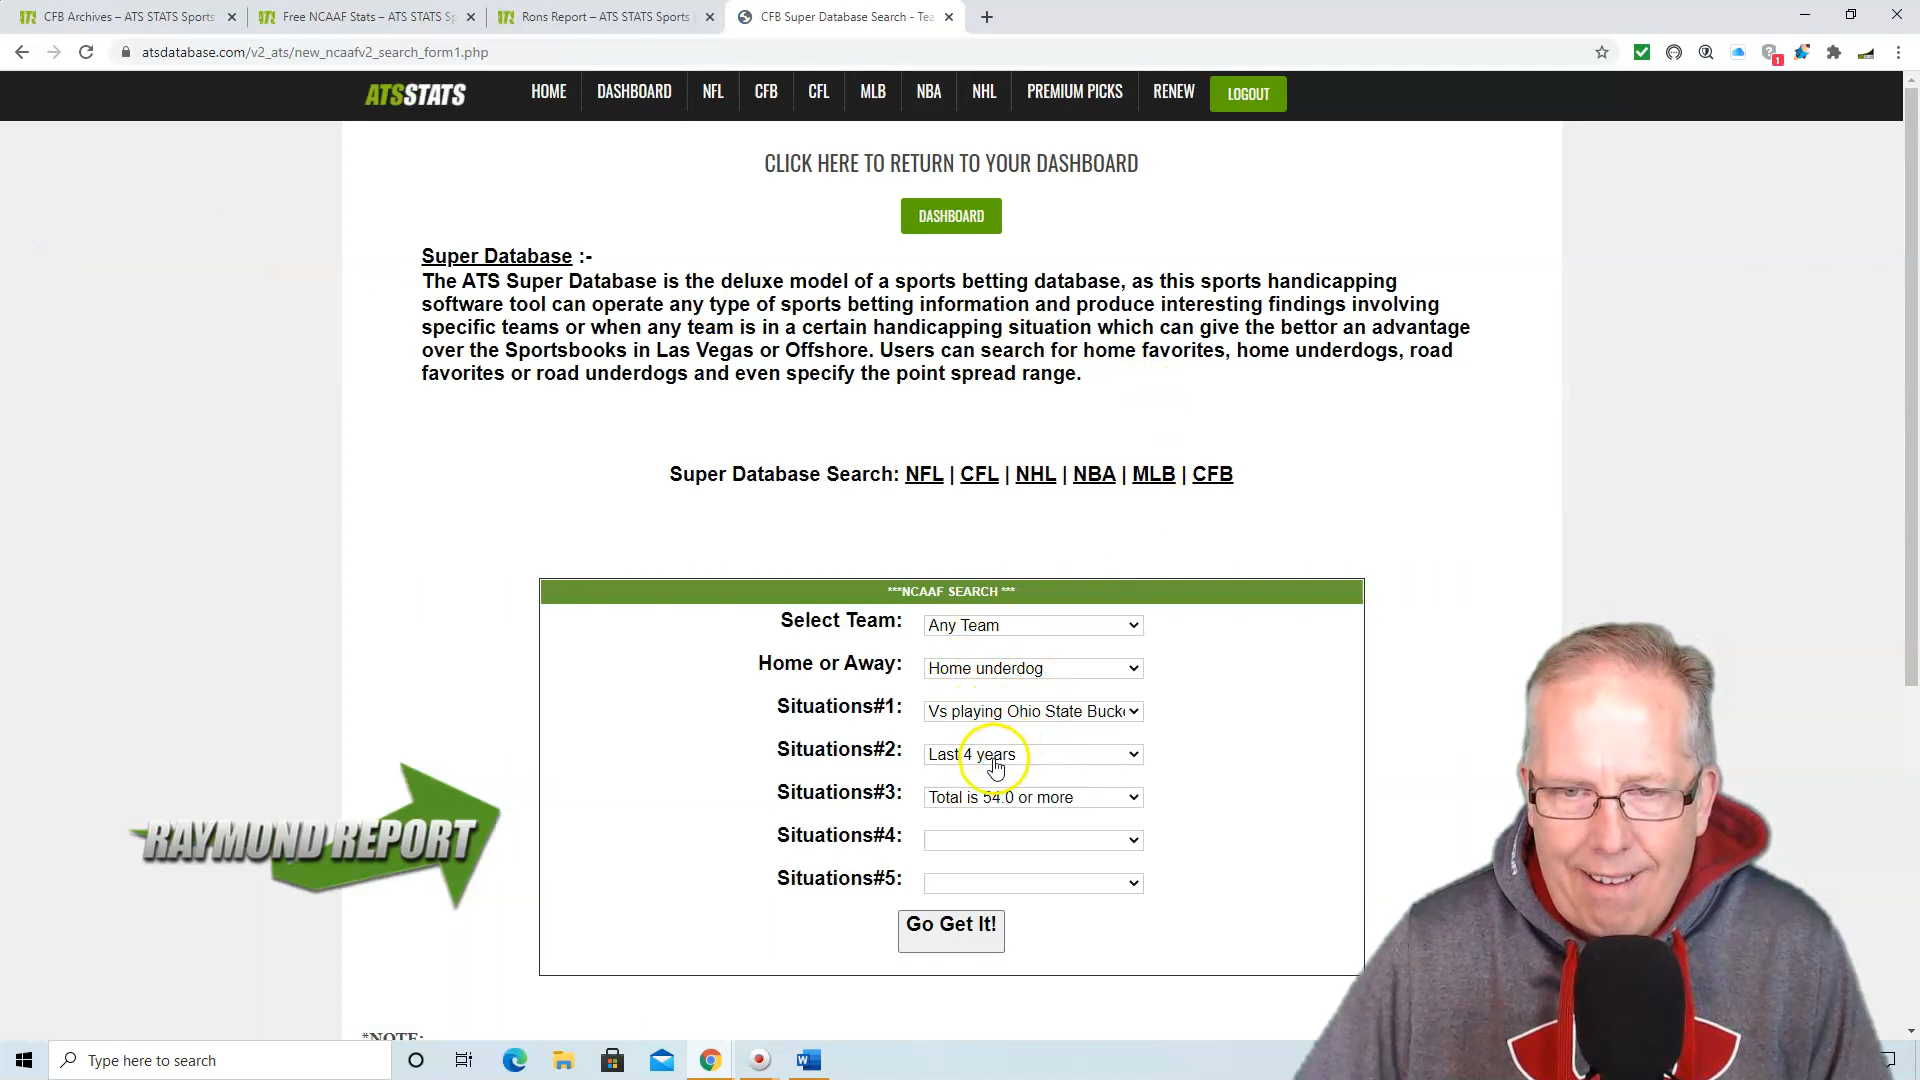 CFB Archives – ATS STATS Sports
Free NCAAF Stats – ATS STATS Sp
Rons Report – ATS STATS Sports
CFB Super Database Search - Tea
atsdatabase.com/v2_ats/new_ncaafv2_search_form1.php
1
ATSSTATS
HOME
DASHBOARD
NFL
CFB
CFL
MLB
NBA
NHL
PREMIUM PICKS
RENEW
LOGOUT
CLICK HERE TO RETURN TO YOUR DASHBOARD
DASHBOARD
Super Database :-
The ATS Super Database is the deluxe model of a sports betting database, as this sports handicapping
software tool can operate any type of sports betting information and produce interesting findings involving
specific teams or when any team is in a certain handicapping situation which can give the bettor an advantage
over the Sportsbooks in Las Vegas or Offshore. Users can search for home favorites, home underdogs, road
favorites or road underdogs and even specify the point spread range.
Super Database Search: NFL | CFL | NHL | NBA | MLB | CFB
***NCAAF SEARCH ***
Select Team: Any Team
Home or Away: Home underdog
Situations#1: Vs playing Ohio State Bucke
Situations#2: Last 4 years
Situations#3: Total is 54.0 or more
Situations#4:
Situations#5:
Go Get It!
RAYMOND REPORT
*NOTE:
Type here to search